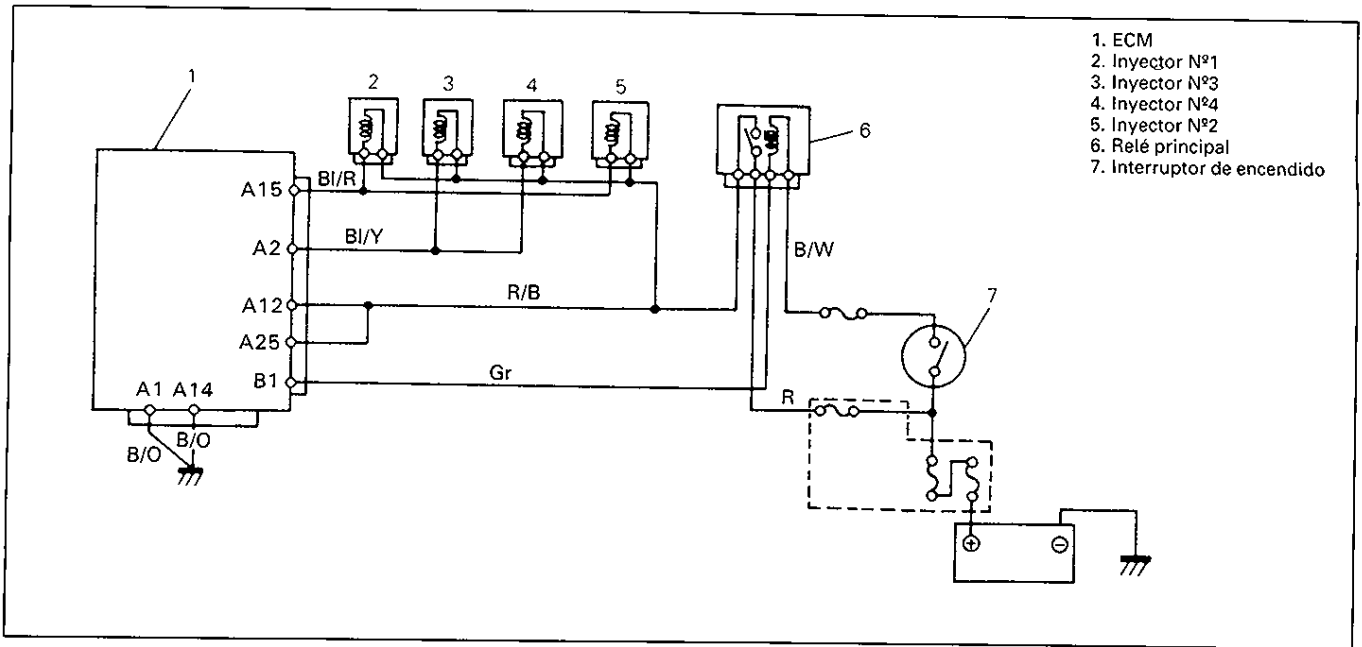 1. ECM
2. Inyector Nº1
3. Inyector Nº3
4. Inyector Nº4
5. Inyector Nº2
6. Relé principal
7. Interruptor de encendido
1
2
3
4
5
6
A15
Bl/R
A2
Bl/Y
B/W
A12
R/B
7
A25
B1
Gr
A1 A14
R
B/O
B/O
+ −